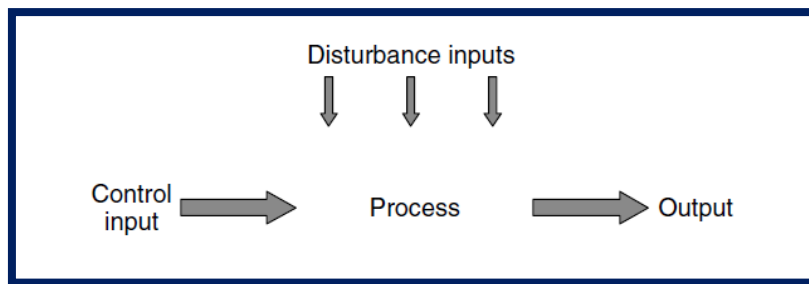 Disturbance inputs
Control
input
Process
Output